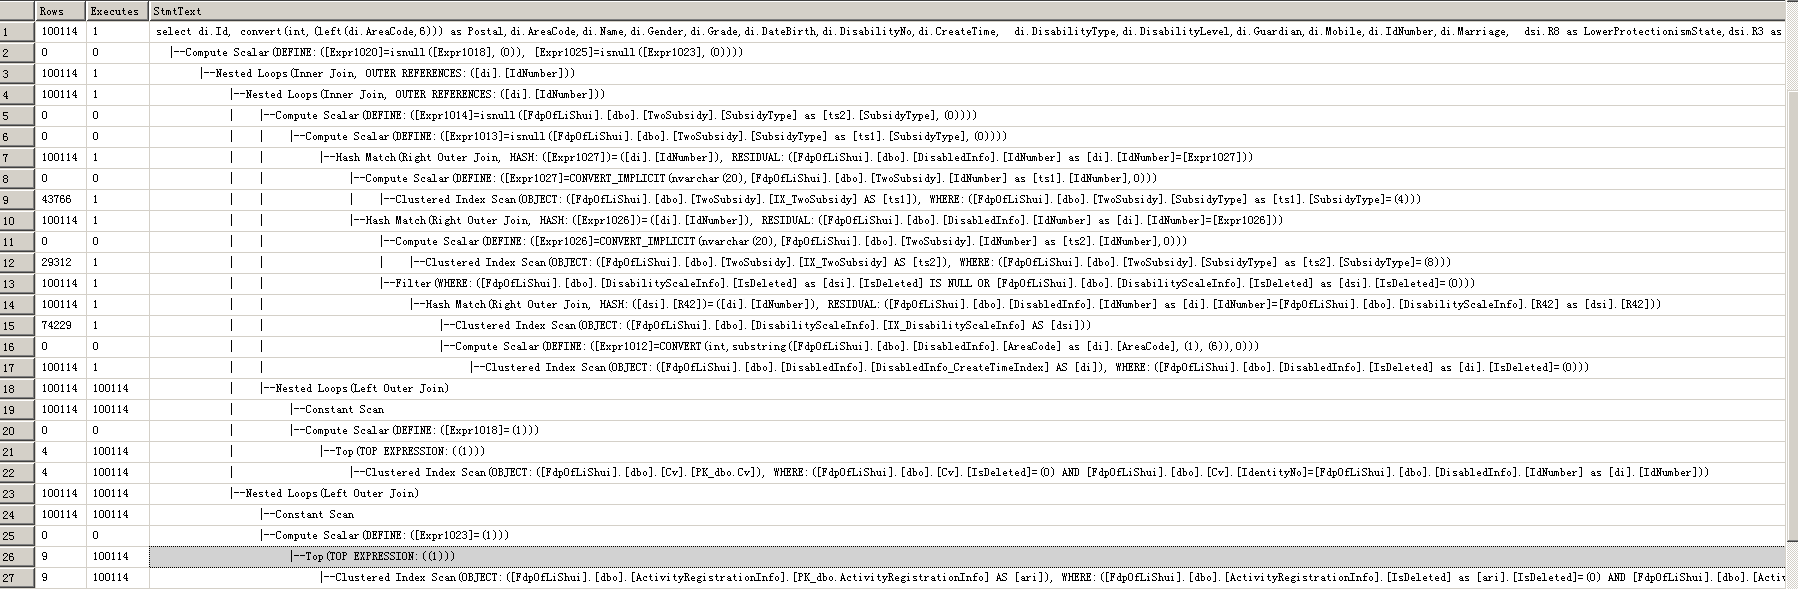 Rows Executes StmtText
1 100114 1 select di.Id, convert(int, (left(di.AreaCode,6))) as Postal,di.AreaCode,di.Name,di.Gender,di.Grade,di.DateBirth,di.DisabilityNo,di.CreateTime, di.DisabilityType,di.DisabilityLevel,di.Guardian,di.Mobile,di.IdNumber,di.Marriage, dsi.R8 as LowerProtectionismState,dsi.R3 as
2 0 0 |--Compute Scalar(DEFINE:([Expr1020]=isnull([Expr1018],(0)), [Expr1025]=isnull([Expr1023],(0))))
3 100114 1 |--Nested Loops(Inner Join, OUTER REFERENCES:([di].[IdNumber]))
4 100114 1 |--Nested Loops(Inner Join, OUTER REFERENCES:([di].[IdNumber]))
5 0 0 | |--Compute Scalar(DEFINE:([Expr1014]=isnull([FdpOfLiShui].[dbo].[TwoSubsidy].[SubsidyType] as [ts2].[SubsidyType],(0))))
6 0 0 | | |--Compute Scalar(DEFINE:([Expr1013]=isnull([FdpOfLiShui].[dbo].[TwoSubsidy].[SubsidyType] as [ts1].[SubsidyType],(0))))
7 100114 1 | | |--Hash Match(Right Outer Join, HASH:([Expr1027])=([di].[IdNumber]), RESIDUAL:([FdpOfLiShui].[dbo].[DisabledInfo].[IdNumber] as [di].[IdNumber]=[Expr1027]))
8 0 0 | | |--Compute Scalar(DEFINE:([Expr1027]=CONVERT_IMPLICIT(nvarchar(20),[FdpOfLiShui].[dbo].[TwoSubsidy].[IdNumber] as [ts1].[IdNumber],0)))
9 43766 1 | | | |--Clustered Index Scan(OBJECT:([FdpOfLiShui].[dbo].[TwoSubsidy].[IX_TwoSubsidy] AS [ts1]), WHERE:([FdpOfLiShui].[dbo].[TwoSubsidy].[SubsidyType] as [ts1].[SubsidyType]=(4)))
10 100114 1 | | |--Hash Match(Right Outer Join, HASH:([Expr1026])=([di].[IdNumber]), RESIDUAL:([FdpOfLiShui].[dbo].[DisabledInfo].[IdNumber] as [di].[IdNumber]=[Expr1026]))
11 0 0 | | |--Compute Scalar(DEFINE:([Expr1026]=CONVERT_IMPLICIT(nvarchar(20),[FdpOfLiShui].[dbo].[TwoSubsidy].[IdNumber] as [ts2].[IdNumber],0)))
12 29312 1 | | | |--Clustered Index Scan(OBJECT:([FdpOfLiShui].[dbo].[TwoSubsidy].[IX_TwoSubsidy] AS [ts2]), WHERE:([FdpOfLiShui].[dbo].[TwoSubsidy].[SubsidyType] as [ts2].[SubsidyType]=(8)))
13 100114 1 | | |--Filter(WHERE:([FdpOfLiShui].[dbo].[DisabilityScaleInfo].[IsDeleted] as [dsi].[IsDeleted] IS NULL OR [FdpOfLiShui].[dbo].[DisabilityScaleInfo].[IsDeleted] as [dsi].[IsDeleted]=(0)))
14 100114 1 | | |--Hash Match(Right Outer Join, HASH:([dsi].[R42])=([di].[IdNumber]), RESIDUAL:([FdpOfLiShui].[dbo].[DisabledInfo].[IdNumber] as [di].[IdNumber]=[FdpOfLiShui].[dbo].[DisabilityScaleInfo].[R42] as [dsi].[R42]))
15 74229 1 | | |--Clustered Index Scan(OBJECT:([FdpOfLiShui].[dbo].[DisabilityScaleInfo].[IX_DisabilityScaleInfo] AS [dsi]))
16 0 0 | | |--Compute Scalar(DEFINE:([Expr1012]=CONVERT(int,substring([FdpOfLiShui].[dbo].[DisabledInfo].[AreaCode] as [di].[AreaCode],(1),(6)),0)))
17 100114 1 | | |--Clustered Index Scan(OBJECT:([FdpOfLiShui].[dbo].[DisabledInfo].[DisabledInfo_CreateTimeIndex] AS [di]), WHERE:([FdpOfLiShui].[dbo].[DisabledInfo].[IsDeleted] as [di].[IsDeleted]=(0)))
18 100114 100114 | |--Nested Loops(Left Outer Join)
19 100114 100114 | |--Constant Scan
20 0 0 | |--Compute Scalar(DEFINE:([Expr1018]=(1)))
21 4 100114 | |--Top(TOP EXPRESSION:((1)))
22 4 100114 | |--Clustered Index Scan(OBJECT:([FdpOfLiShui].[dbo].[Cv].[PK_dbo.Cv]), WHERE:([FdpOfLiShui].[dbo].[Cv].[IsDeleted]=(0) AND [FdpOfLiShui].[dbo].[Cv].[IdentityNo]=[FdpOfLiShui].[dbo].[DisabledInfo].[IdNumber] as [di].[IdNumber]))
23 100114 100114 |--Nested Loops(Left Outer Join)
24 100114 100114 |--Constant Scan
25 0 0 |--Compute Scalar(DEFINE:([Expr1023]=(1)))
26 9 100114 |--Top(TOP EXPRESSION:((1)))
27 9 100114 |--Clustered Index Scan(OBJECT:([FdpOfLiShui].[dbo].[ActivityRegistrationInfo].[PK_dbo.ActivityRegistrationInfo] AS [ari]), WHERE:([FdpOfLiShui].[dbo].[ActivityRegistrationInfo].[IsDeleted] as [ari].[IsDeleted]=(0) AND [FdpOfLiShui].[dbo].[Activ